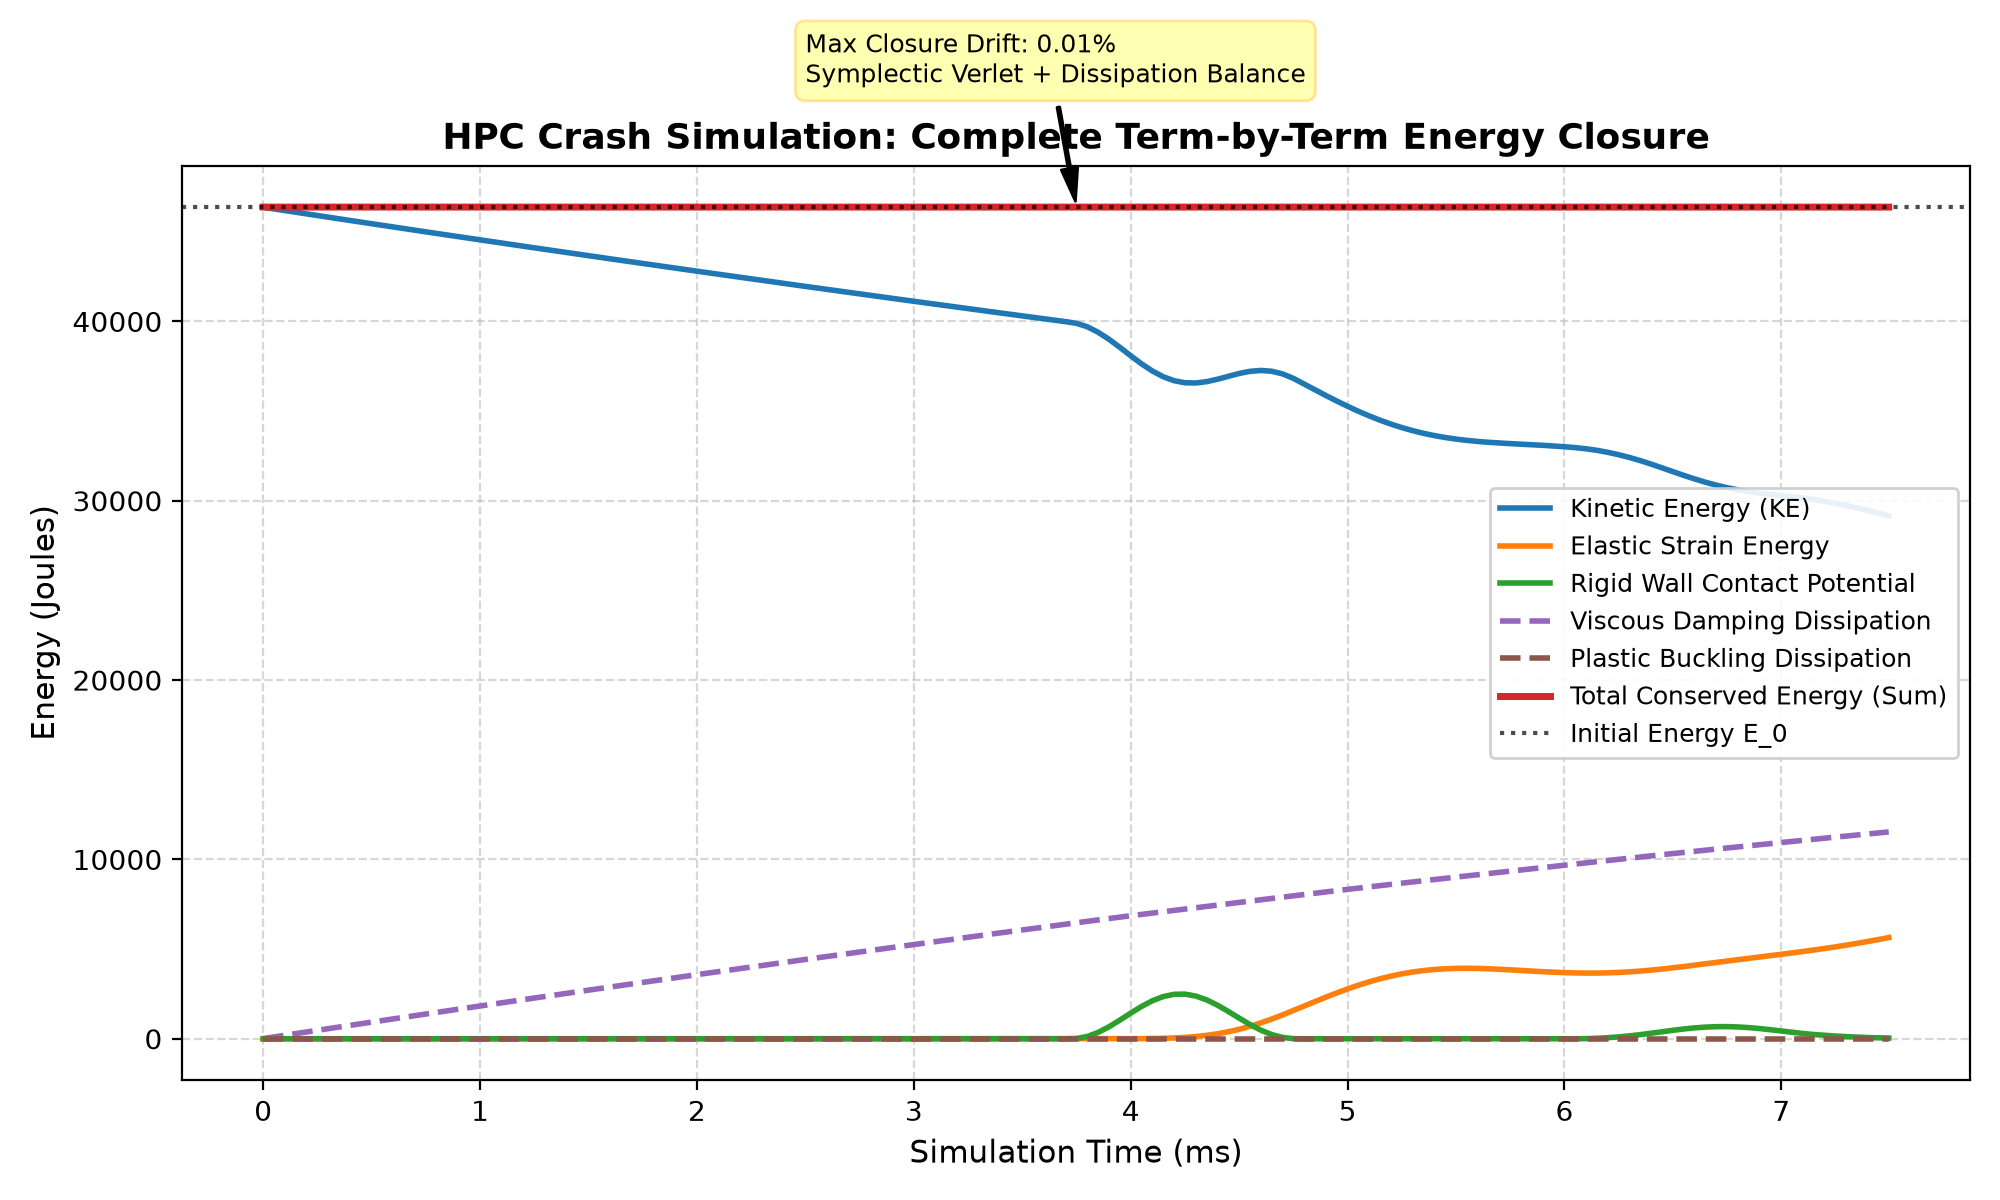 Max Closure Drift: 0.01%
Symplectic Verlet + Dissipation Balance
HPC Crash Simulation: Complete Term-by-Term Energy Closure
Energy (Joules)
40000
30000
20000
10000
0
Kinetic Energy (KE)
Elastic Strain Energy
Rigid Wall Contact Potential
Viscous Damping Dissipation
Plastic Buckling Dissipation
Total Conserved Energy (Sum)
Initial Energy E_0
0 1 2 3 4 5 6 7
Simulation Time (ms)